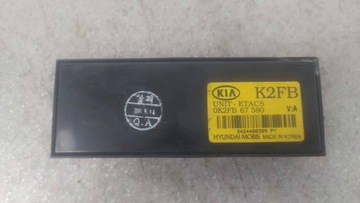 KIA K2FB
UNIT-ETACS
0K2FB 67 580 V:A
HYUNDAI MOBIS MADE IN KOREA
Q.A